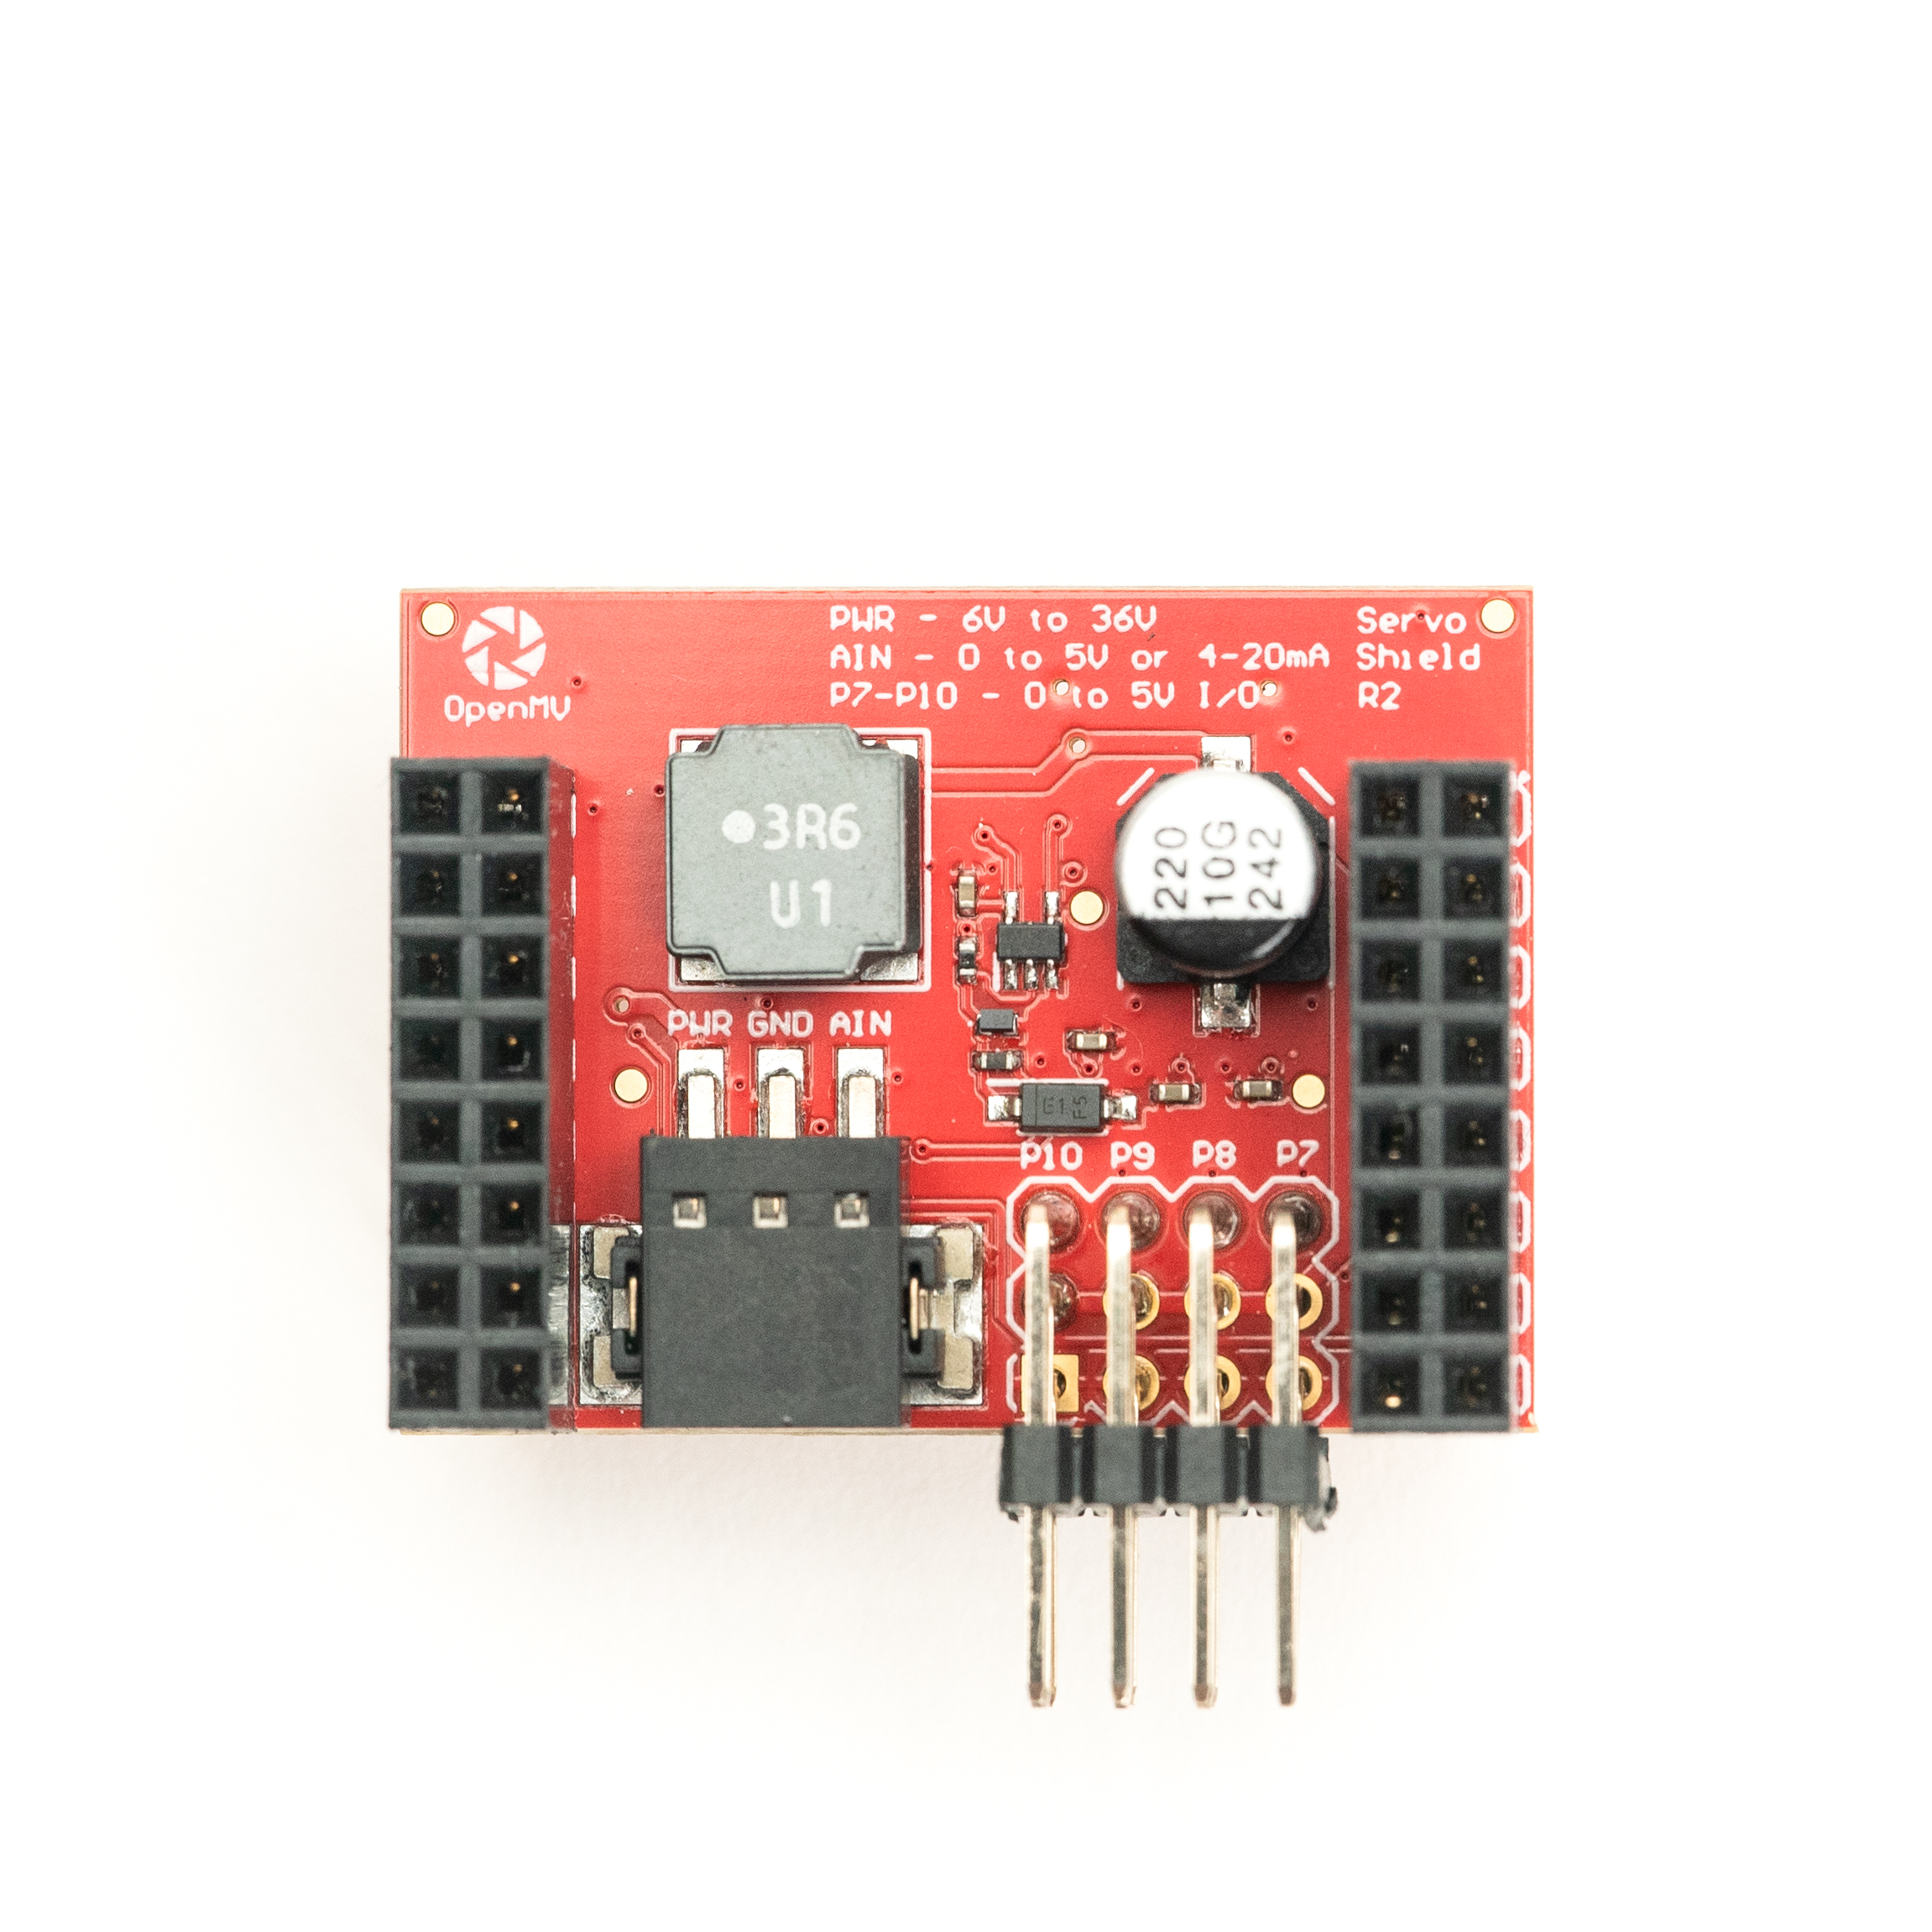 PWR - 6V to 36V
AIN - 0 to 5V or 4-20mA
P7-P10 - 0 to 5V I/O
Servo
Shield
R2
OpenMV
3R6
U1
220
10G
242
PWR GND AIN
F5
P10 P9 P8 P7